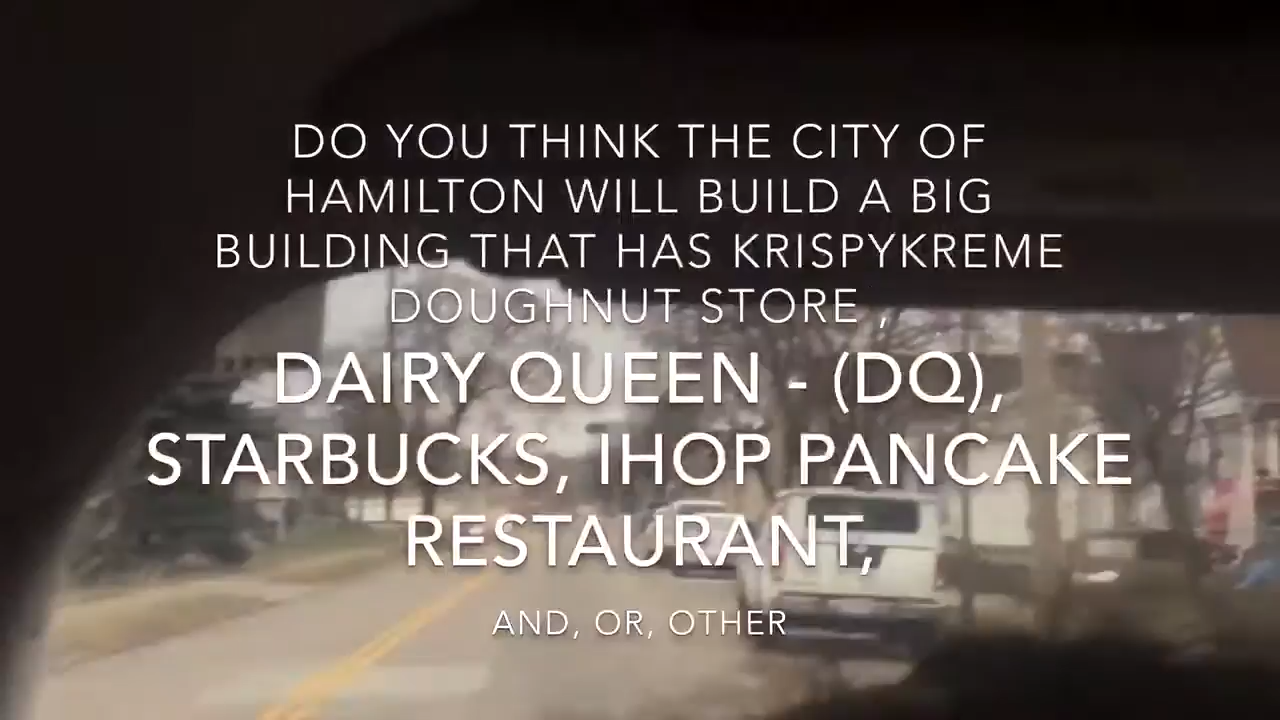 DO YOU THINK THE CITY OF
HAMILTON WILL BUILD A BIG
BUILDING THAT HAS KRISPYKREME
DOUGHNUT STORE ,
DAIRY QUEEN - (DQ),
STARBUCKS, IHOP PANCAKE
RESTAURANT,
AND, OR, OTHER